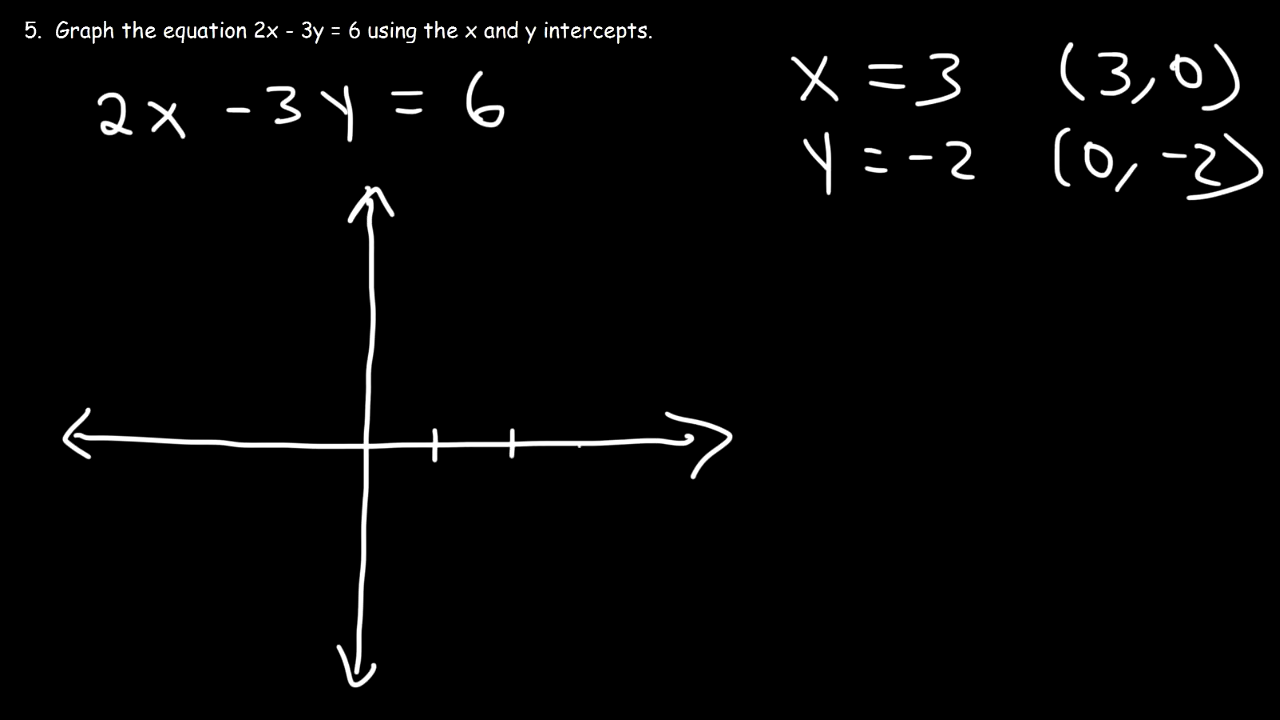 5. Graph the equation 2x - 3y = 6 using the x and y intercepts.
2x - 3y = 6
x = 3 (3, 0)
y = -2 (0, -2)